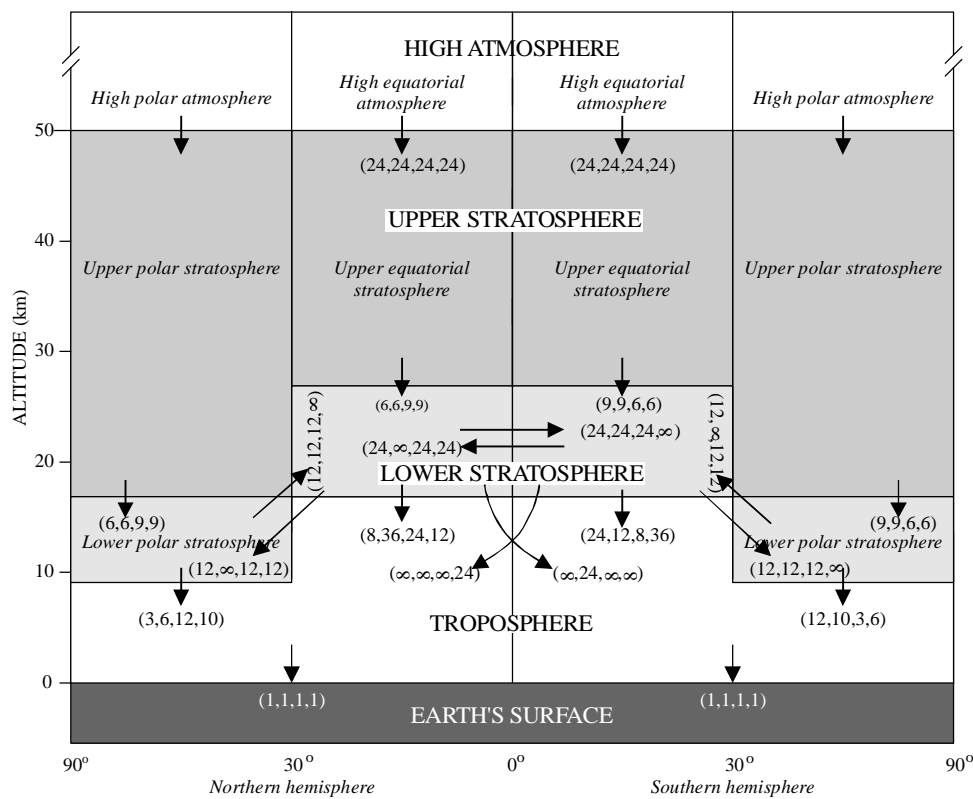 HIGH ATMOSPHERE
High polar atmosphere
High equatorial
atmosphere
High equatorial
atmosphere
High polar atmosphere
50
(24,24,24,24)
(24,24,24,24)
UPPER STRATOSPHERE
40
Upper polar stratosphere
Upper equatorial
stratosphere
Upper equatorial
stratosphere
Upper polar stratosphere
ALTITUDE (km)
30
(6,6,9,9)
(9,9,6,6)
(12,12,12,∞)
(12,∞,12,12)
(24,∞,24,24)
(24,24,24,∞)
20
LOWER STRATOSPHERE
(6,6,9,9)
(9,9,6,6)
(8,36,24,12)
(24,12,8,36)
Lower polar stratosphere
Lower polar stratosphere
(12,∞,12,12)
(∞,∞,∞,24)
(∞,24,∞,∞)
(12,12,12,∞)
10
(3,6,12,10)
(12,10,3,6)
TROPOSPHERE
0
(1,1,1,1)
(1,1,1,1)
EARTH'S SURFACE
90° 30° 0° 30° 90°
Northern hemisphere Southern hemisphere